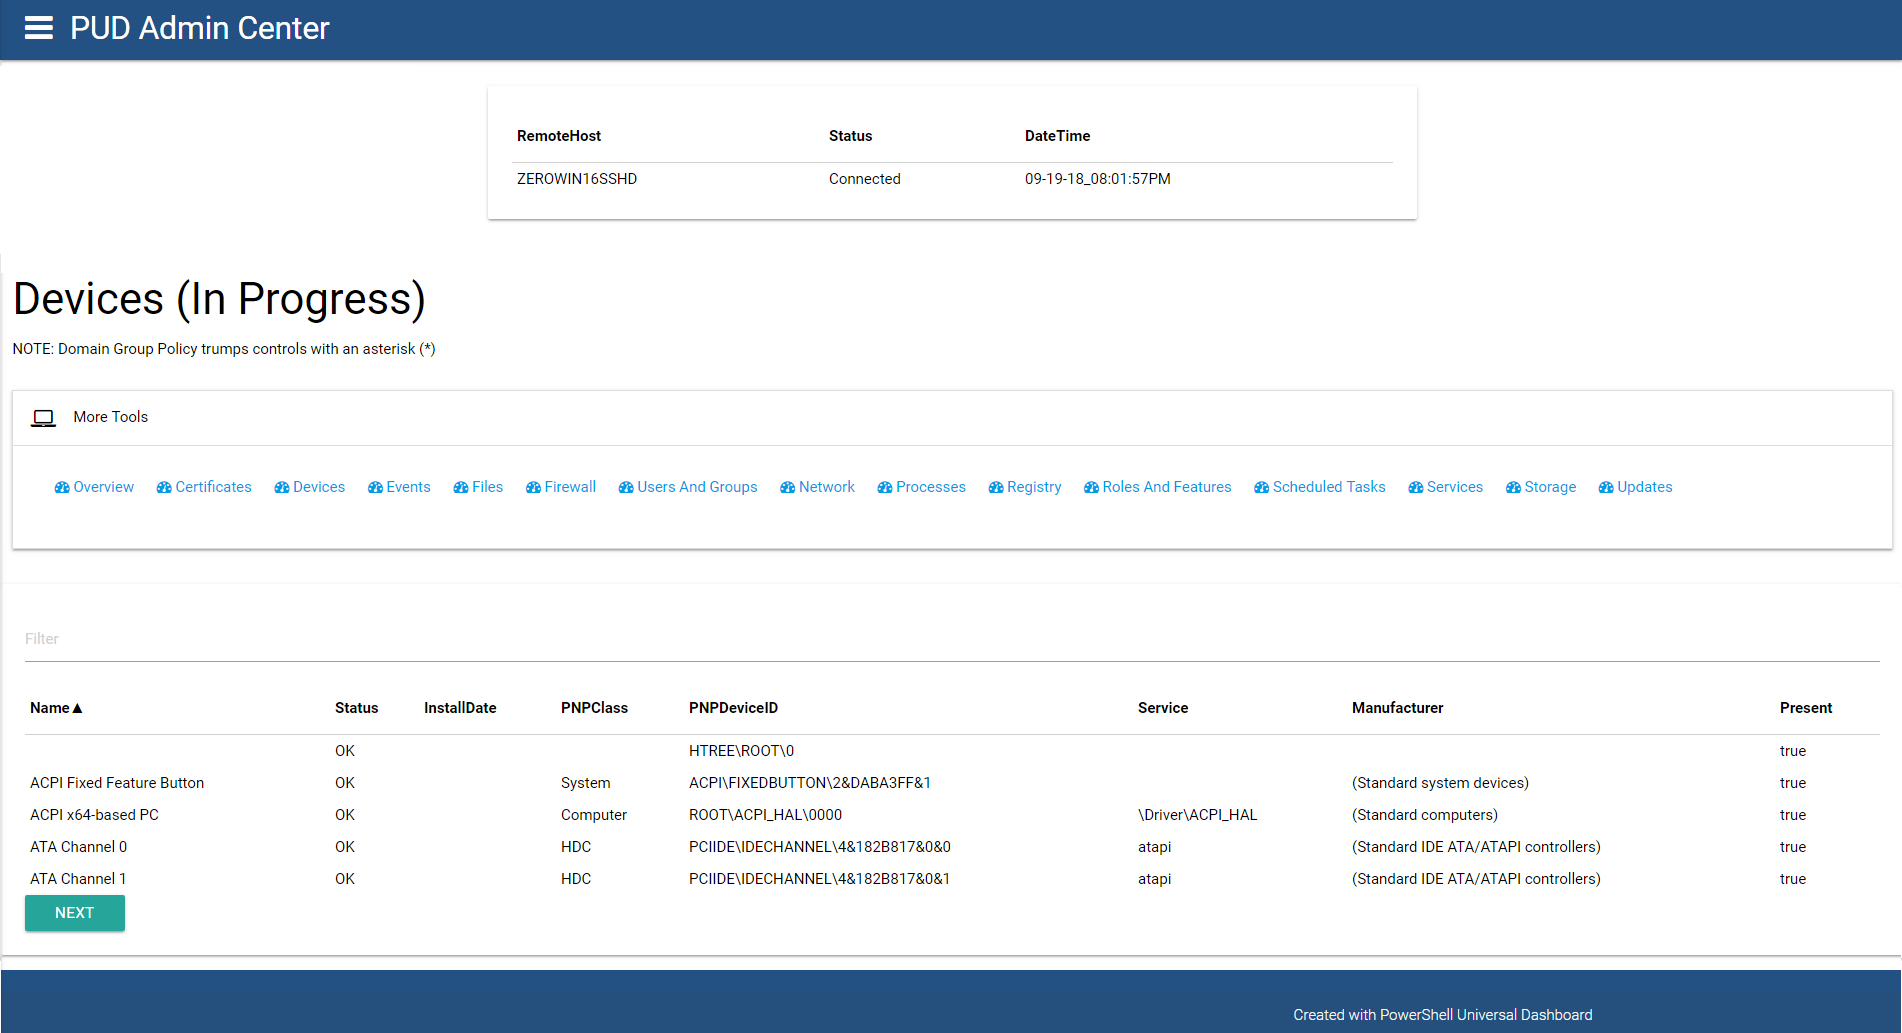 PUD Admin Center
RemoteHost Status DateTime
ZEROWIN16SSHD Connected 09-19-18_08:01:57PM
Devices (In Progress)
NOTE: Domain Group Policy trumps controls with an asterisk (*)
More Tools
Overview Certificates Devices Events Files Firewall Users And Groups Network Processes Registry Roles And Features Scheduled Tasks Services Storage Updates
Filter
Name▲ Status InstallDate PNPClass PNPDeviceID Service Manufacturer Present
OK HTREE\ROOT\0 true
ACPI Fixed Feature Button OK System ACPI\FIXEDBUTTON\2&DABA3FF&1 (Standard system devices) true
ACPI x64-based PC OK Computer ROOT\ACPI_HAL\0000 \Driver\ACPI_HAL (Standard computers) true
ATA Channel 0 OK HDC PCIIDE\IDECHANNEL\4&182B817&0&0 atapi (Standard IDE ATA/ATAPI controllers) true
ATA Channel 1 OK HDC PCIIDE\IDECHANNEL\4&182B817&0&1 atapi (Standard IDE ATA/ATAPI controllers) true
NEXT
Created with PowerShell Universal Dashboard